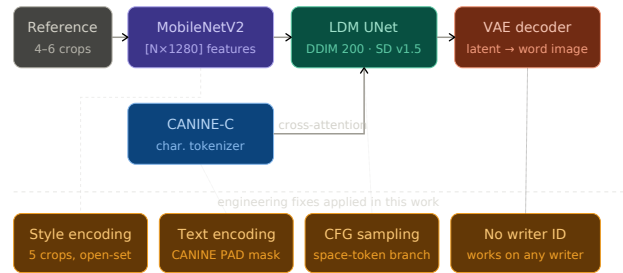 Reference
4–6 crops
MobileNetV2
[N×1280] features
LDM UNet
DDIM 200 · SD v1.5
VAE decoder
latent → word image
CANINE-C
char. tokenizer
cross-attention
engineering fixes applied in this work
Style encoding
5 crops, open-set
Text encoding
CANINE PAD mask
CFG sampling
space-token branch
No writer ID
works on any writer